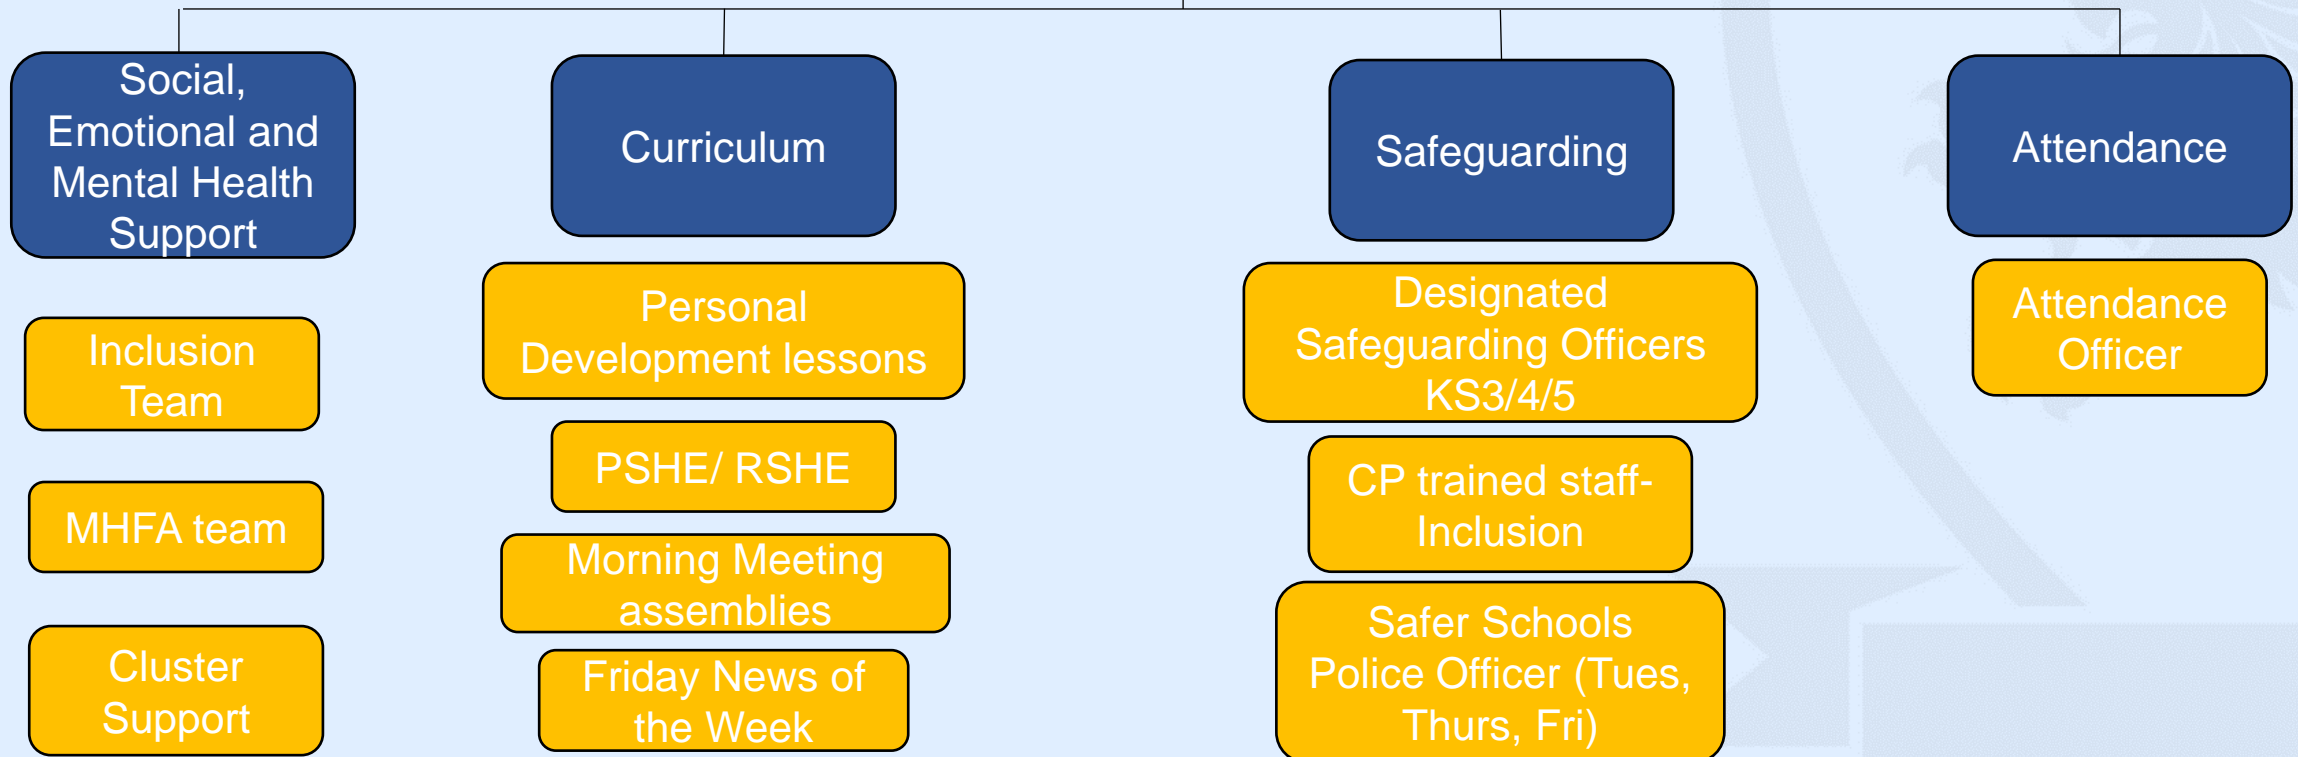 Social,
Emotional and
Mental Health
Support
Curriculum
Safeguarding
Attendance
Inclusion
Team
MHFA team
Cluster
Support
Personal
Development lessons
PSHE/ RSHE
Morning Meeting
assemblies
Friday News of
the Week
Designated
Safeguarding Officers
KS3/4/5
CP trained staff-
Inclusion
Safer Schools
Police Officer (Tues,
Thurs, Fri)
Attendance
Officer